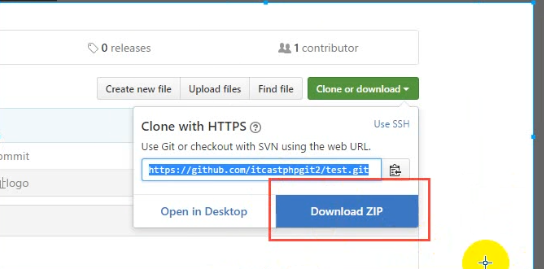 0 releases
1 contributor
Create new file
Upload files
Find file
Clone or download
Clone with HTTPS
Use SSH
Use Git or checkout with SVN using the web URL.
https://github.com/itcastphpgit2/test.git
Open in Desktop
Download ZIP
logo